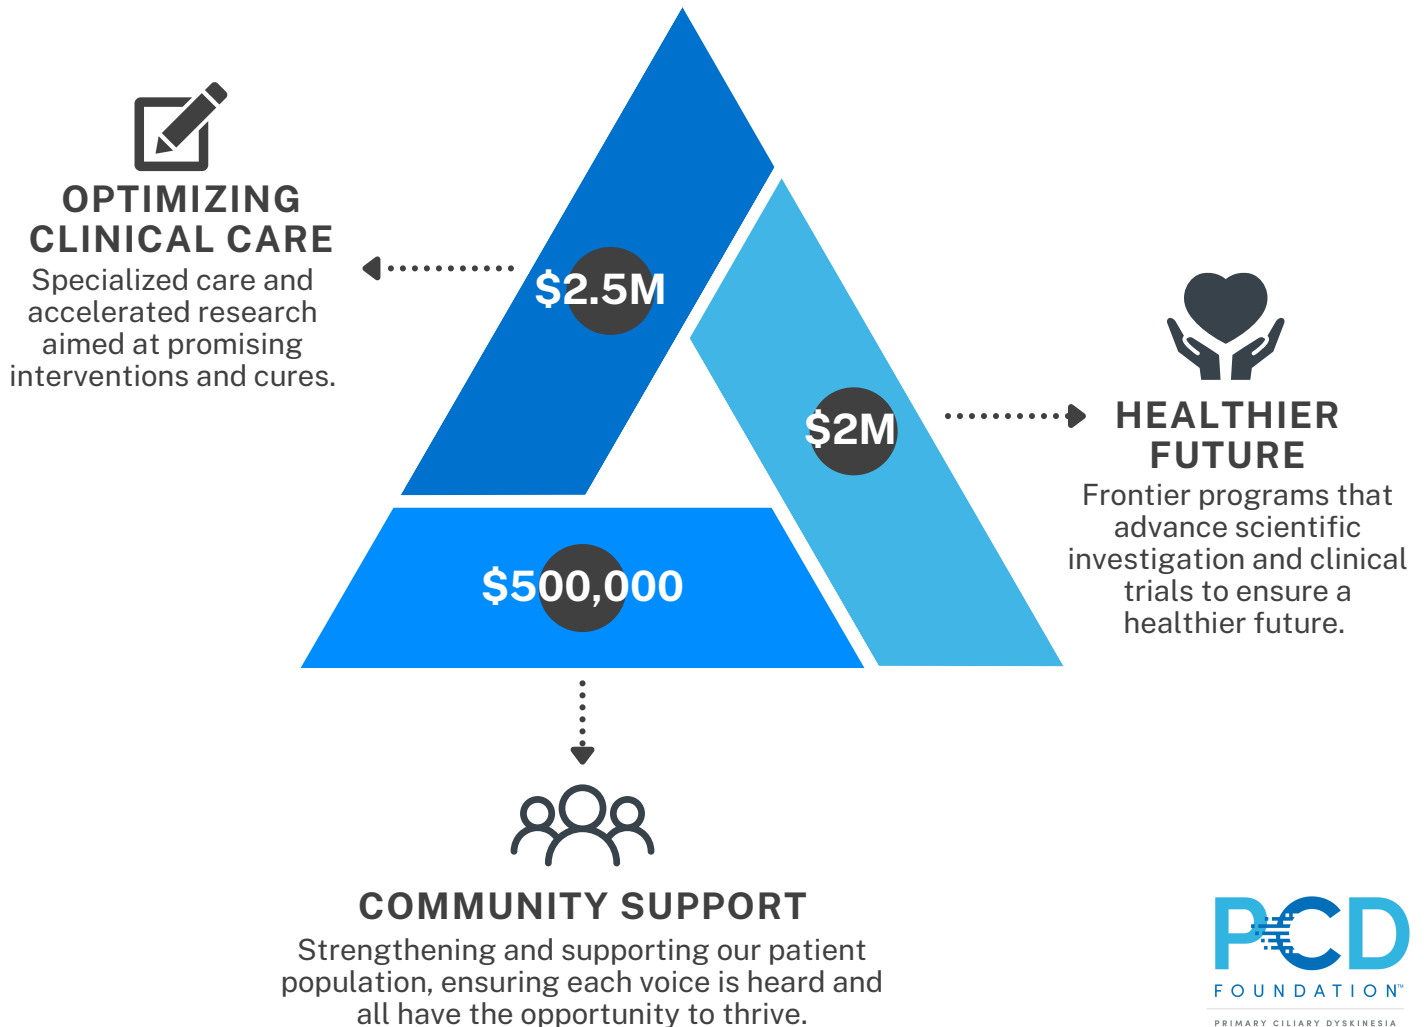 OPTIMIZING
CLINICAL CARE
Specialized care and
accelerated research
aimed at promising
interventions and cures.
$2.5M
$2M
HEALTHIER
FUTURE
Frontier programs that
advance scientific
investigation and clinical
trials to ensure a
healthier future.
$500,000
COMMUNITY SUPPORT
Strengthening and supporting our patient
population, ensuring each voice is heard and
all have the opportunity to thrive.
PCD
FOUNDATION™
PRIMARY CILIARY DYSKINESIA